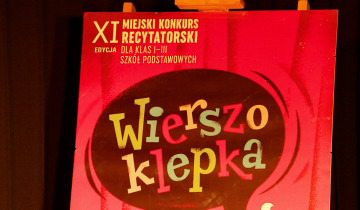 XI MIEJSKI KONKURS
RECYTATORSKI
EDYCJA DLA KLAS I-III
SZKÓŁ PODSTAWOWYCH
Wierszo
klepka